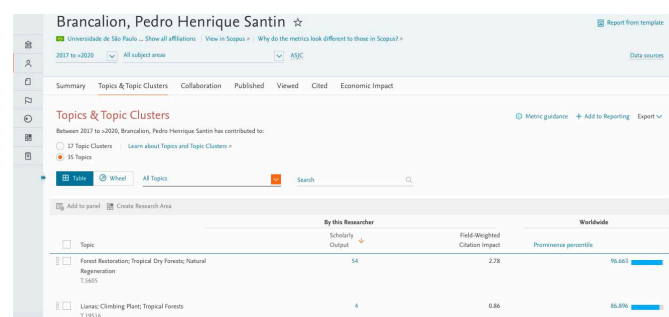 Brancalion, Pedro Henrique Santin ☆
Report from template
Universidade de São Paulo ... Show all affiliations | View in Scopus | Why do the metrics look different to those in Scopus?
2017 to >2020 All subject areas ASJC
Data sources
Summary Topics & Topic Clusters Collaboration Published Viewed Cited Economic Impact
Topics & Topic Clusters
Metric guidance + Add to Reporting Export
Between 2017 to >2020, Brancalion, Pedro Henrique Santin has contributed to:
17 Topic Clusters | Learn about Topics and Topic Clusters
35 Topics
Table Wheel All Topics Search
Add to panel Create Research Area
By this Researcher Worldwide
Topic Scholarly Output Field-Weighted Citation Impact Prominence percentile
Forest Restoration; Tropical Dry Forests; Natural 54 2.78 96.663
Regeneration
T.5605
Lianas; Climbing Plant; Tropical Forests 4 0.86 86.896
T.19516